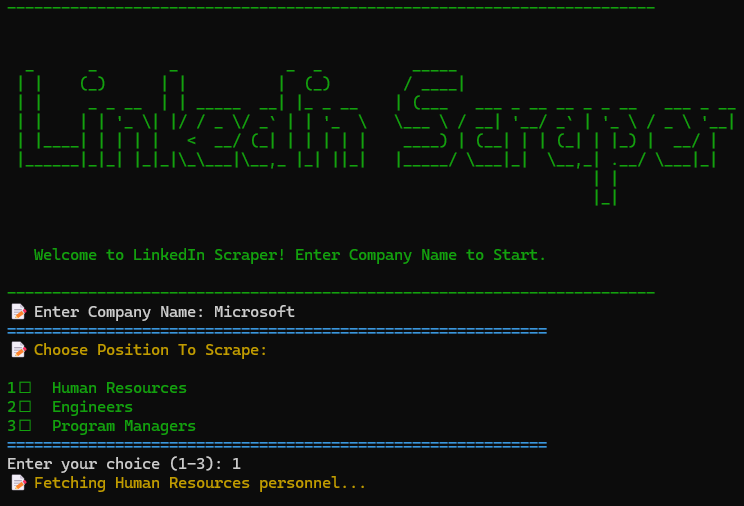 Linkedin Scraper
Welcome to LinkedIn Scraper! Enter Company Name to Start.
📝 Enter Company Name: Microsoft
============================================================
📝 Choose Position To Scrape:
1□ Human Resources
2□ Engineers
3□ Program Managers
============================================================
Enter your choice (1-3): 1
📝 Fetching Human Resources personnel...